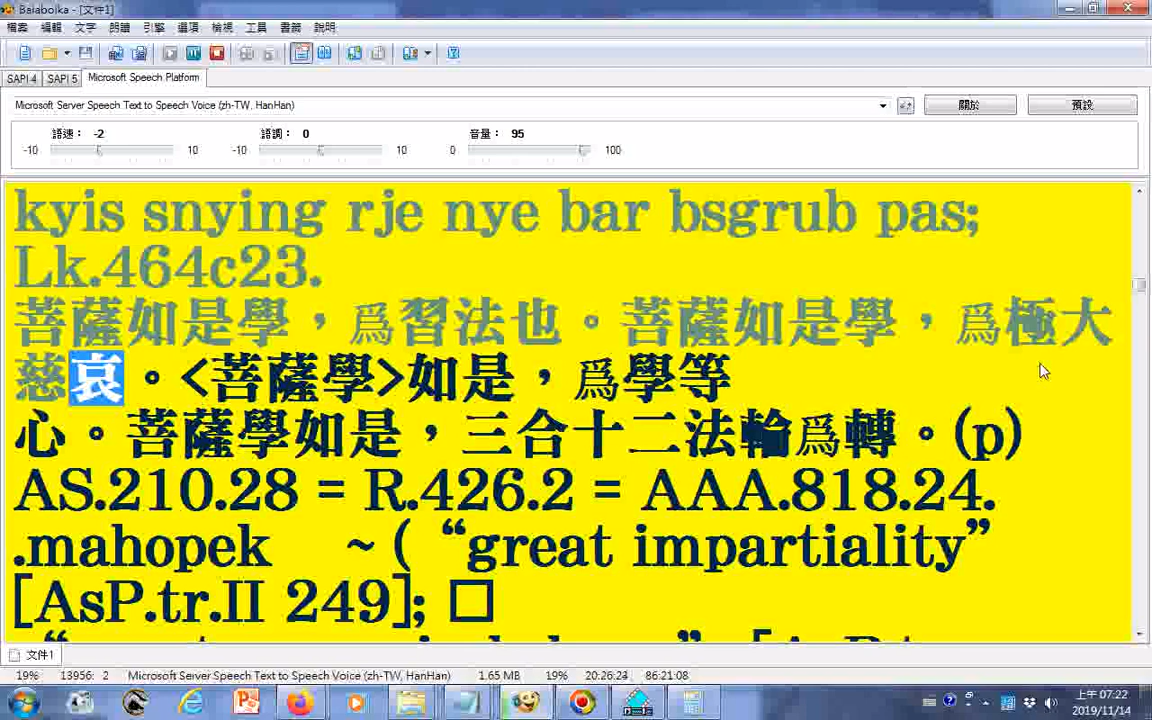 Balabolka - [文件1]
檔案 編輯 文字 朗讀 引擎 選項 檢視 工具 書籤 說明
SAPI 4 SAPI 5 Microsoft Speech Platform
Microsoft Server Speech Text to Speech Voice (zh-TW, HanHan)
關於 預設
語速： -2 語調： 0 音量： 95
-10 10 -10 10 0 100
kyis snying rje nye bar bsgrub pas;
Lk.464c23.
菩薩如是學，爲習法也。菩薩如是學，爲極大
慈哀。<菩薩學>如是，爲學等
心。菩薩學如是，三合十二法輪爲轉。(p)
AS.210.28 = R.426.2 = AAA.818.24.
.mahopek ~ ( “great impartiality”
[AsP.tr.II 249]; □
文件1
19% 13956: 2 Microsoft Server Speech Text to Speech Voice (zh-TW, HanHan) 1.65 MB 19% 20:26:23 86:21:08
上午 07:22
2019/11/14